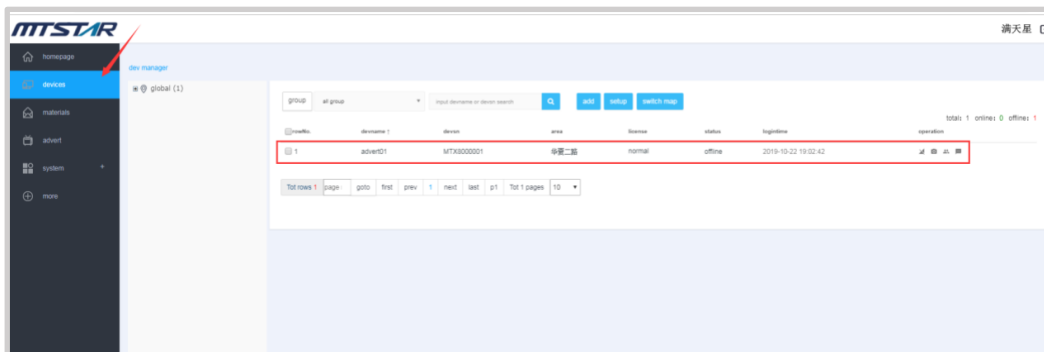 MTSTAR
满天星
homepage
devices
materials
advert
system
more
dev manager
global (1)
group all group Input devname or devsn search add setup switch map
total: 1 online: 0 offline: 1
rowNo. devname↑ devsn area license status logintime operation
1 advert01 MTX8000001 华夏二路 normal offline 2019-10-22 19:02:42
Tot rows 1 page goto first prev 1 next last p1 Tot 1 pages 10